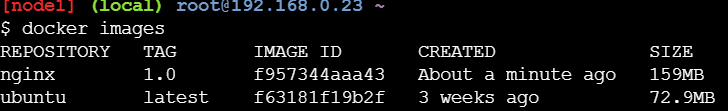 [node1] (local) root@192.168.0.23 ~
$ docker images
REPOSITORY TAG IMAGE ID CREATED SIZE
nginx 1.0 f957344aaa43 About a minute ago 159MB
ubuntu latest f63181f19b2f 3 weeks ago 72.9MB